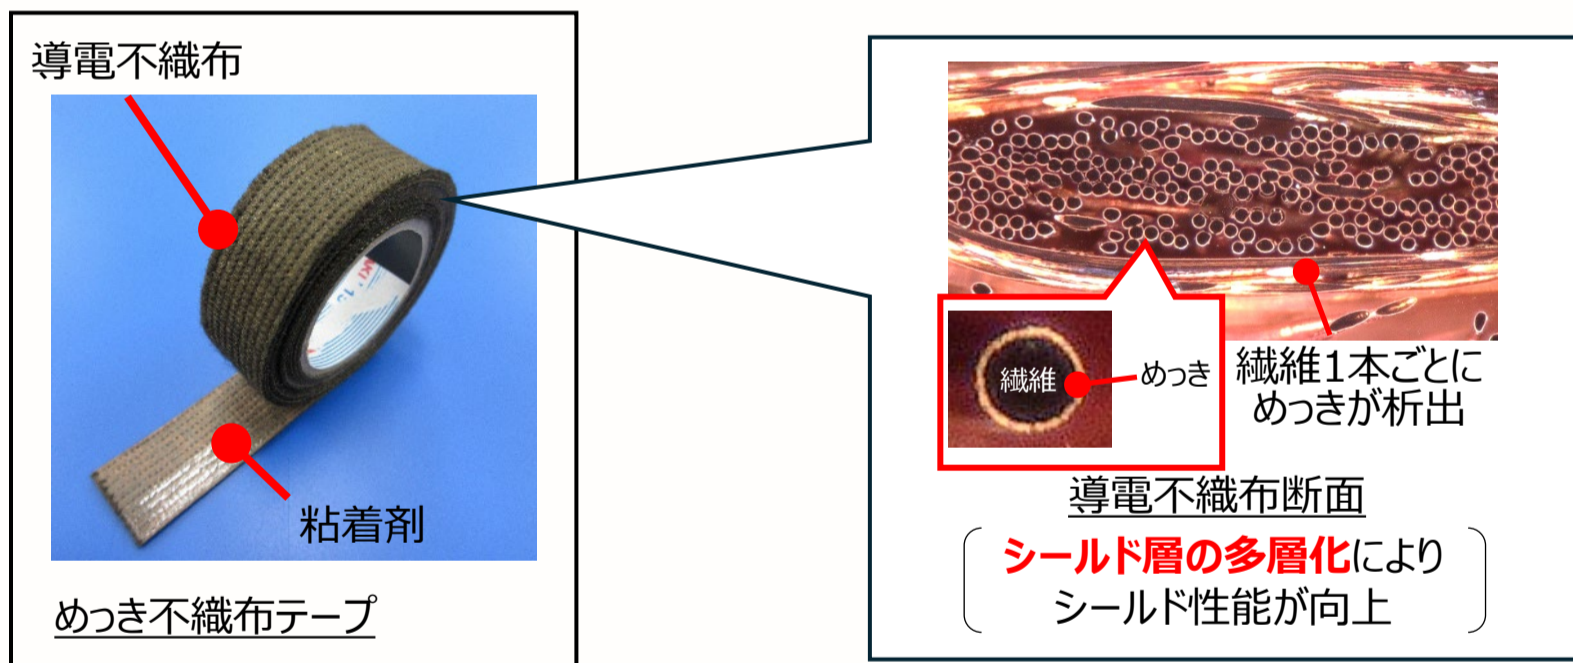 導電不織布
粘着剤
めっき不織布テープ
繊維
めっき
繊維1本ごとに
めっきが析出
導電不織布断面
シールド層の多層化により
シールド性能が向上